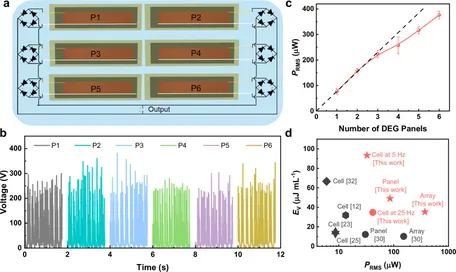 a
P1 P2
P3 P4
P5 P6
Output
b
P1 P2 P3 P4 P5 P6
Voltage (V)
400
200
0
0 2 4 6 8 10 12
Time (s)
c
P_RMS (μW)
400
300
200
100
0
0 1 2 3 4 5 6
Number of DEG Panels
d
E_V (μJ mL⁻¹)
100
80
60
40
20
0
Cell at 5 Hz
[This work]
Cell [32]
Panel
[This work]
Array
[This work]
Cell [12]
Cell at 25 Hz
[This work]
Cell [23]
Cell [25]
Panel
[30]
Array
[30]
10 100 1000
P_RMS (μW)